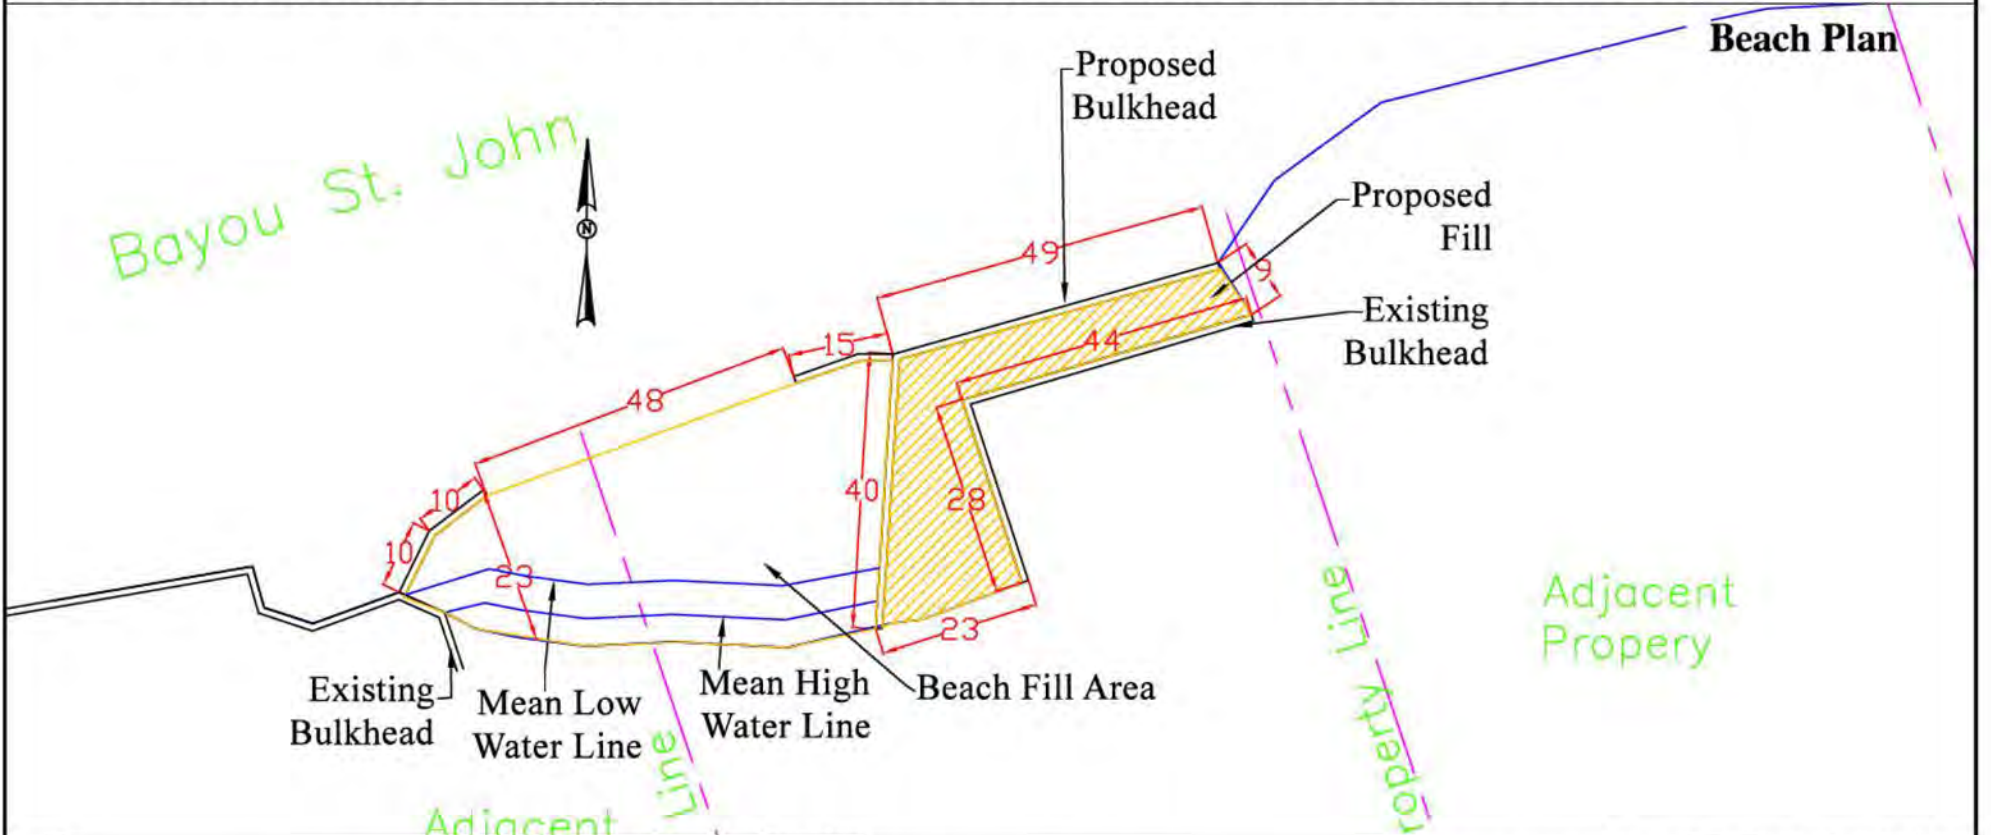 Beach Plan
Proposed
Bulkhead
Bayou St. John
N
Proposed
Fill
49
9
Existing
Bulkhead
15
44
48
10
40
28
10
23
23
Adjacent
Propery
Line
Existing
Bulkhead
Mean Low
Water Line
Mean High
Water Line
Beach Fill Area
Line
roperty
Adjacent